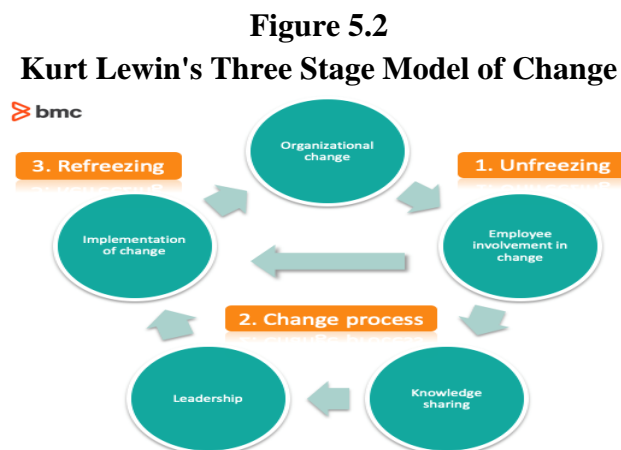 Figure 5.2
Kurt Lewin's Three Stage Model of Change
bmc
Organizational
change
3. Refreezing
1. Unfreezing
Implementation
of change
Employee
involvement in
change
2. Change process
Leadership
Knowledge
sharing